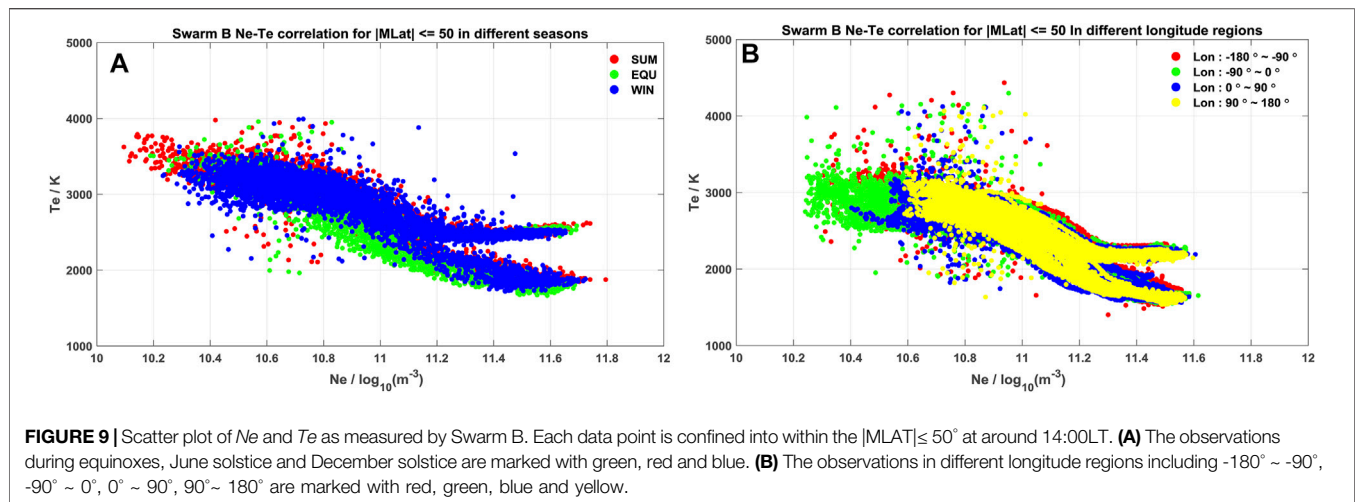 Swarm B Ne-Te correlation for |MLat| <= 50 in different seasons
A
SUM
EQU
WIN
5000
4000
3000
2000
1000
Te / K
10 10.2 10.4 10.6 10.8 11 11.2 11.4 11.6 11.8 12
Ne / log10(m-3)
Swarm B Ne-Te correlation for |MLat| <= 50 In different longitude regions
B
Lon : -180 ° ~ -90 °
Lon : -90 ° ~ 0 °
Lon : 0 ° ~ 90 °
Lon : 90 ° ~ 180 °
5000
4000
3000
2000
1000
Te / K
10 10.2 10.4 10.6 10.8 11 11.2 11.4 11.6 11.8 12
Ne / log10(m-3)
FIGURE 9 | Scatter plot of Ne and Te as measured by Swarm B. Each data point is confined into within the |MLAT|≤ 50° at around 14:00LT. (A) The observations
during equinoxes, June solstice and December solstice are marked with green, red and blue. (B) The observations in different longitude regions including -180° ~ -90°,
-90° ~ 0°, 0° ~ 90°, 90°~ 180° are marked with red, green, blue and yellow.